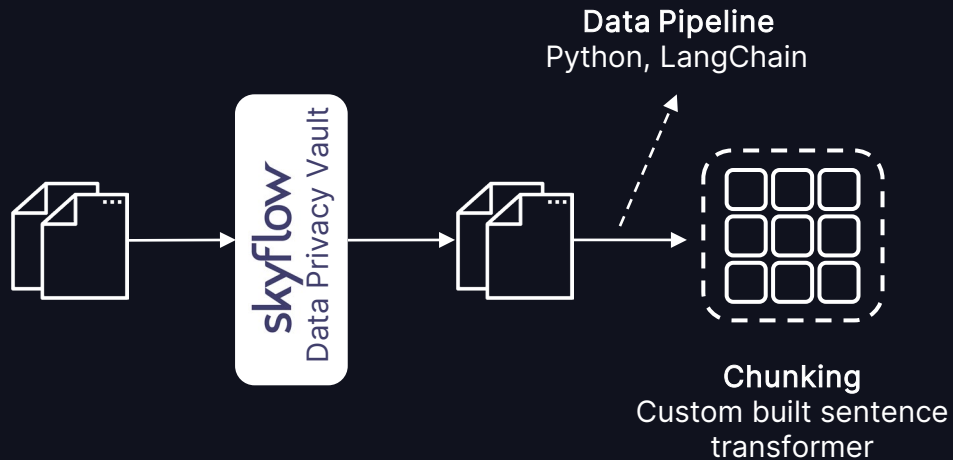 Data Pipeline
Python, LangChain
skyflow
Data Privacy Vault
Chunking
Custom built sentence
transformer